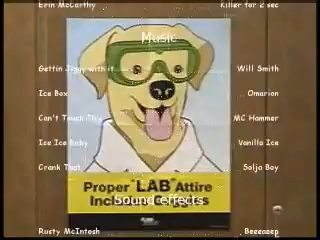 Erin McCarthy Killer for 2 sec
Music
Gettin Jiggy with it Will Smith
Ice Box Omarion
Can't Touch This MC Hammer
Ice Ice Baby Vanilla Ice
Crank That Solja Boy
Proper "LAB" Attire
Sound effects
Rusty McIntosh Beeeeeep